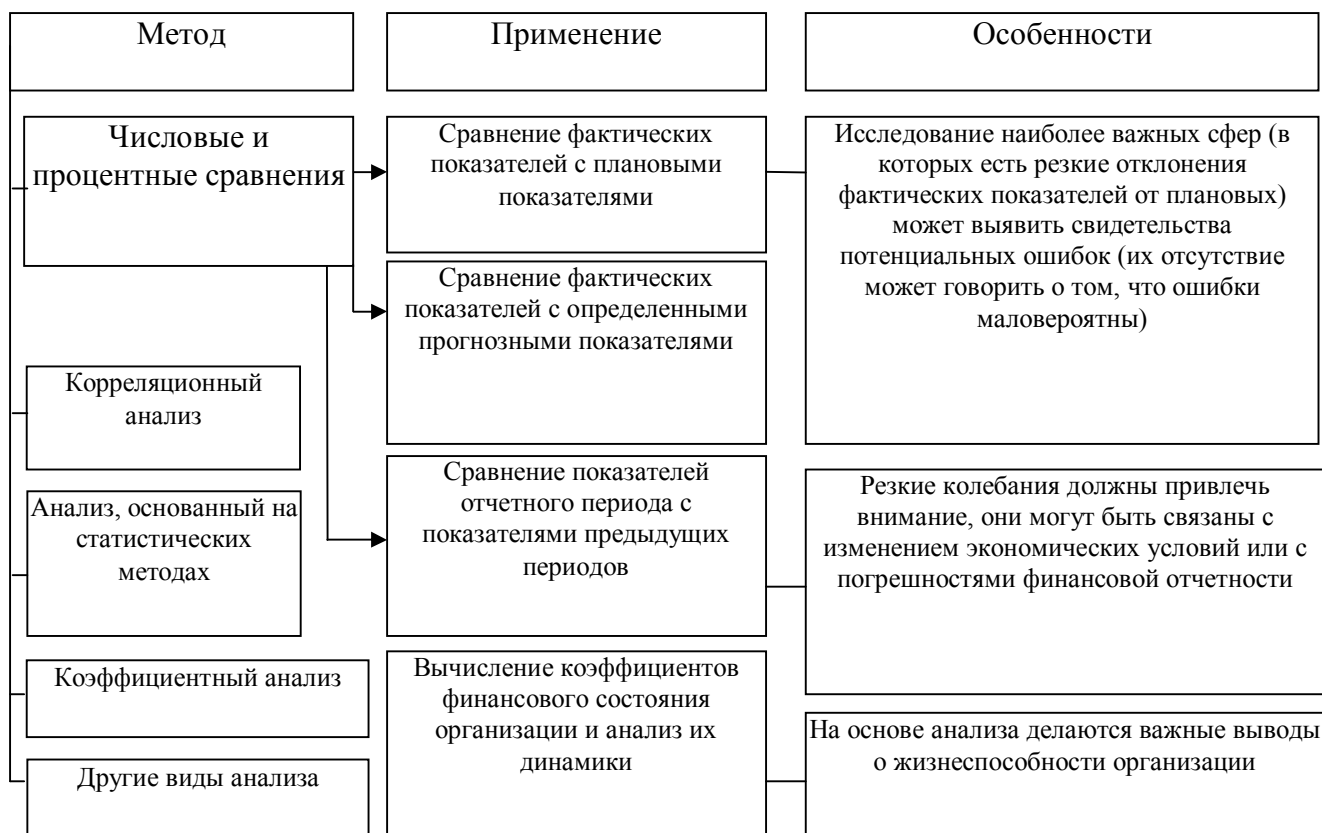 Метод
Применение
Особенности
Числовые и
процентные сравнения
Сравнение фактических
показателей с плановыми
показателями
Исследование наиболее важных сфер (в
которых есть резкие отклонения
фактических показателей от плановых)
может выявить свидетельства
потенциальных ошибок (их отсутствие
может говорить о том, что ошибки
маловероятны)
Сравнение фактических
показателей с определенными
прогнозными показателями
Корреляционный
анализ
Сравнение показателей
отчетного периода с
показателями предыдущих
периодов
Резкие колебания должны привлечь
внимание, они могут быть связаны с
изменением экономических условий или с
погрешностями финансовой отчетности
Анализ, основанный на
статистических
методах
Коэффициентный анализ
Вычисление коэффициентов
финансового состояния
организации и анализ их
динамики
На основе анализа делаются важные выводы
о жизнеспособности организации
Другие виды анализа